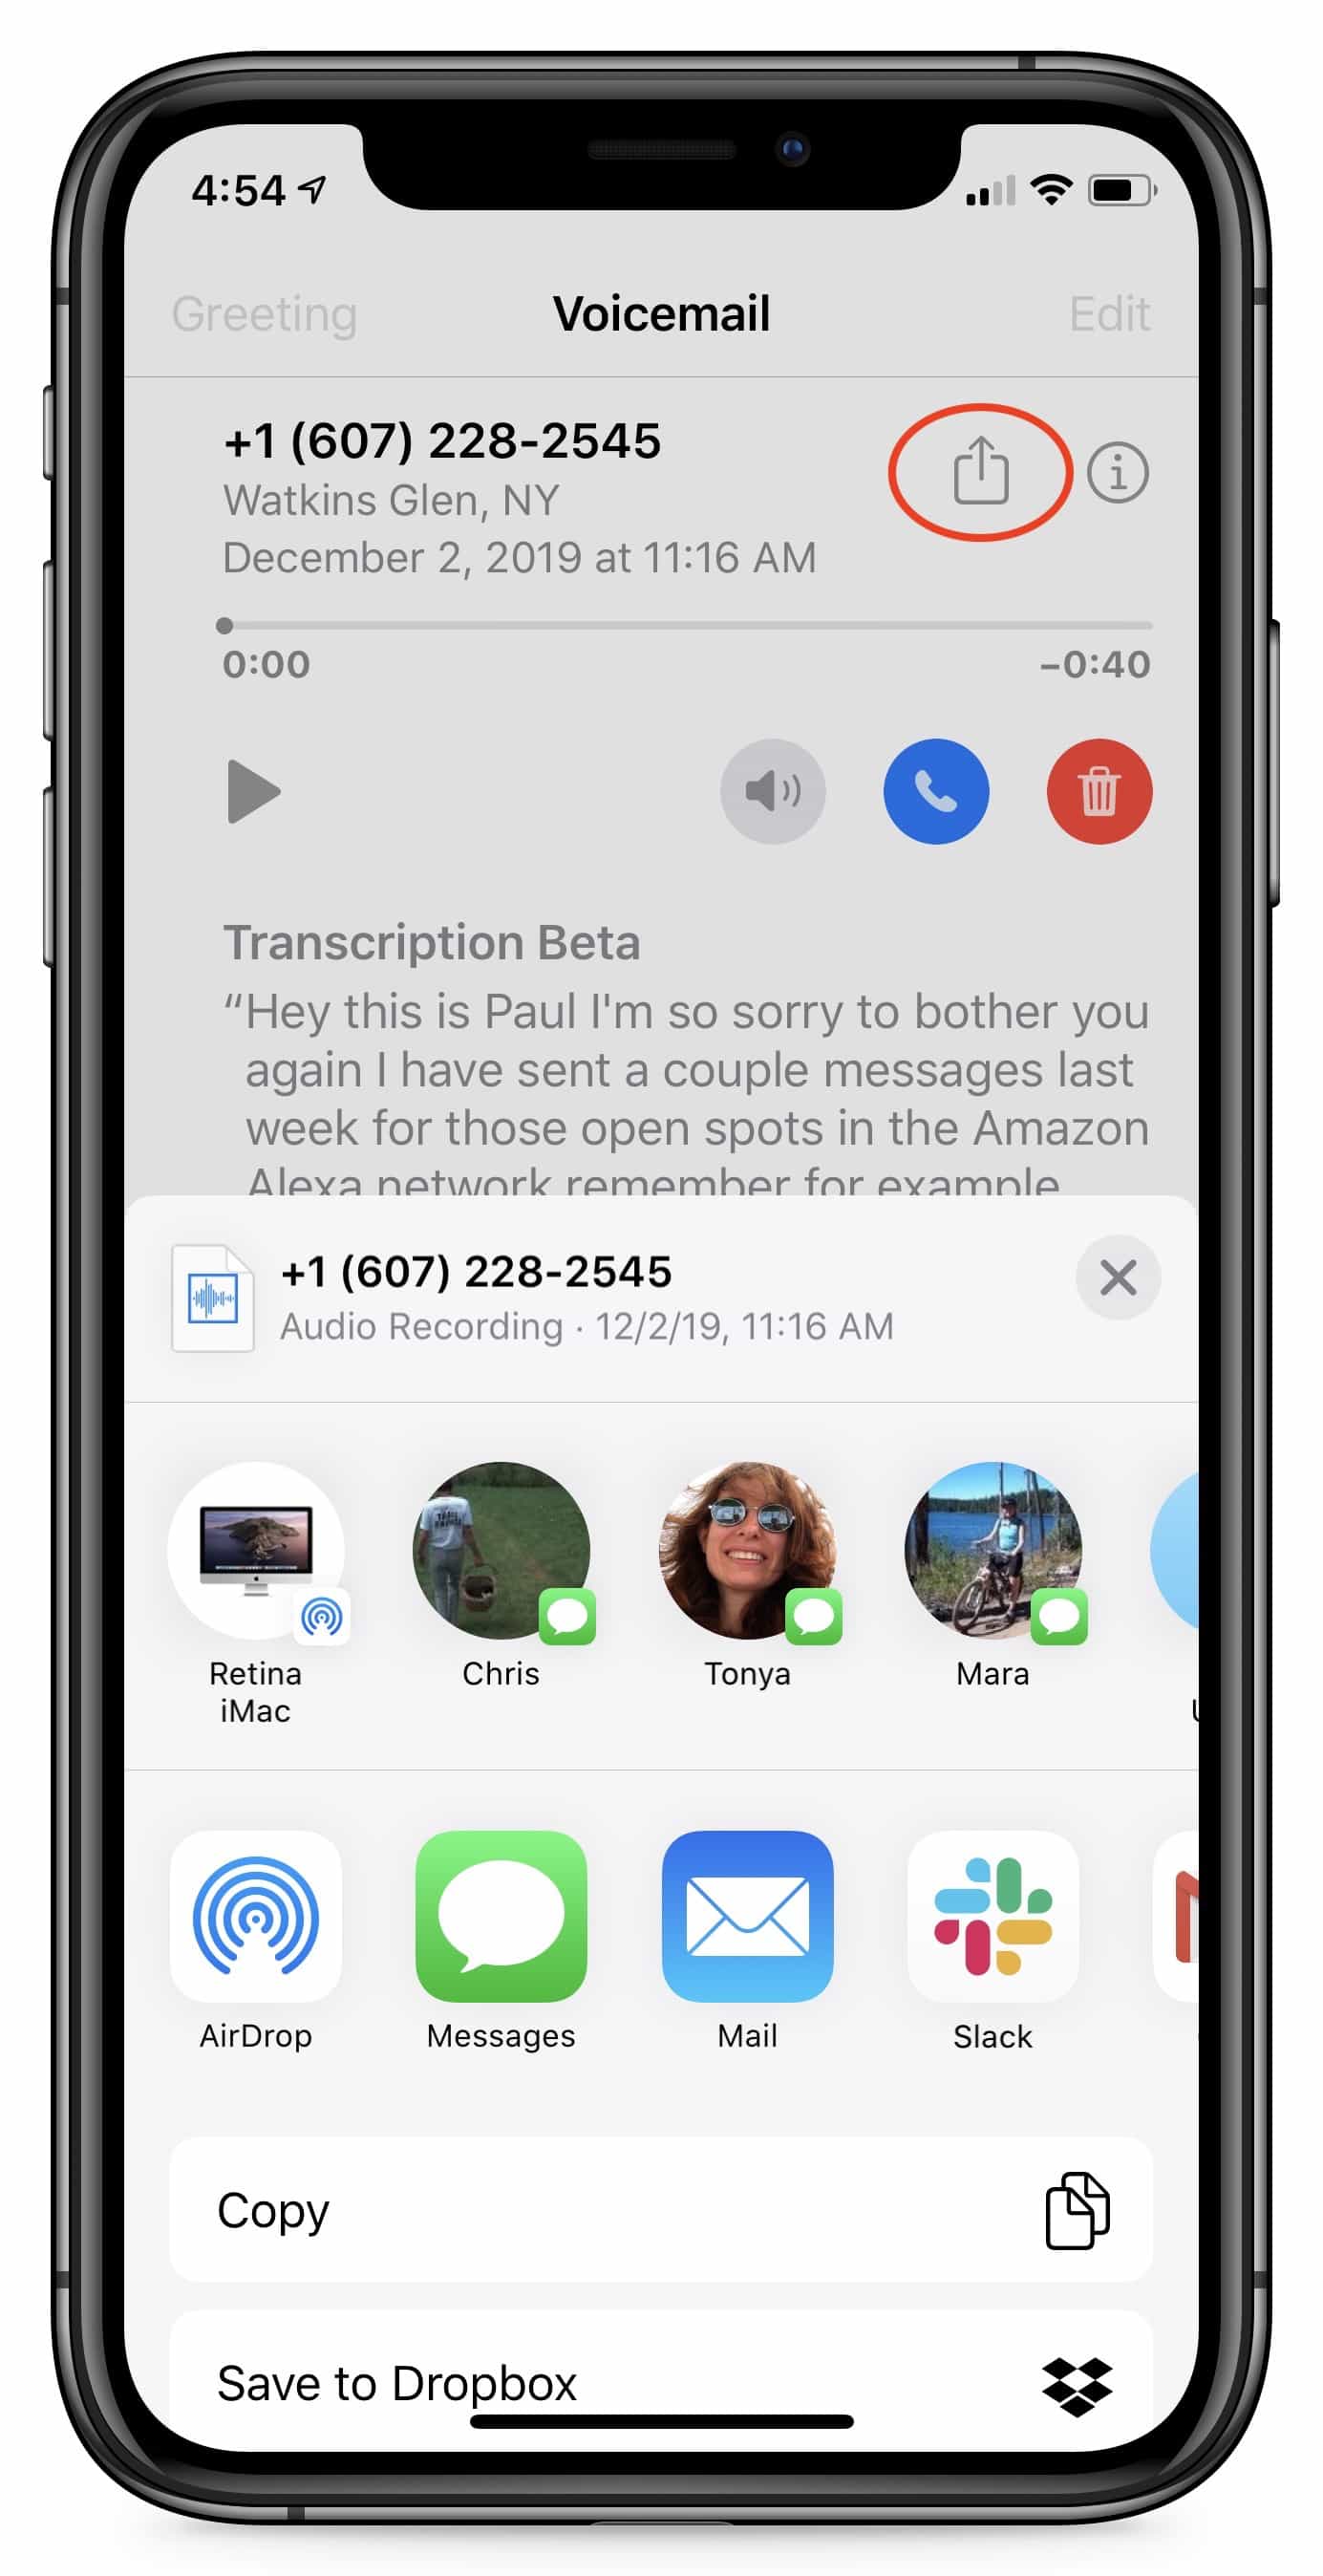 4:54
Greeting Voicemail Edit
+1 (607) 228-2545
Watkins Glen, NY
December 2, 2019 at 11:16 AM
0:00 –0:40
Transcription Beta
“Hey this is Paul I'm so sorry to bother you
again I have sent a couple messages last
week for those open spots in the Amazon
Alexa network remember for example
+1 (607) 228-2545
Audio Recording · 12/2/19, 11:16 AM
Retina Chris Tonya Mara
iMac
AirDrop Messages Mail Slack
Copy
Save to Dropbox